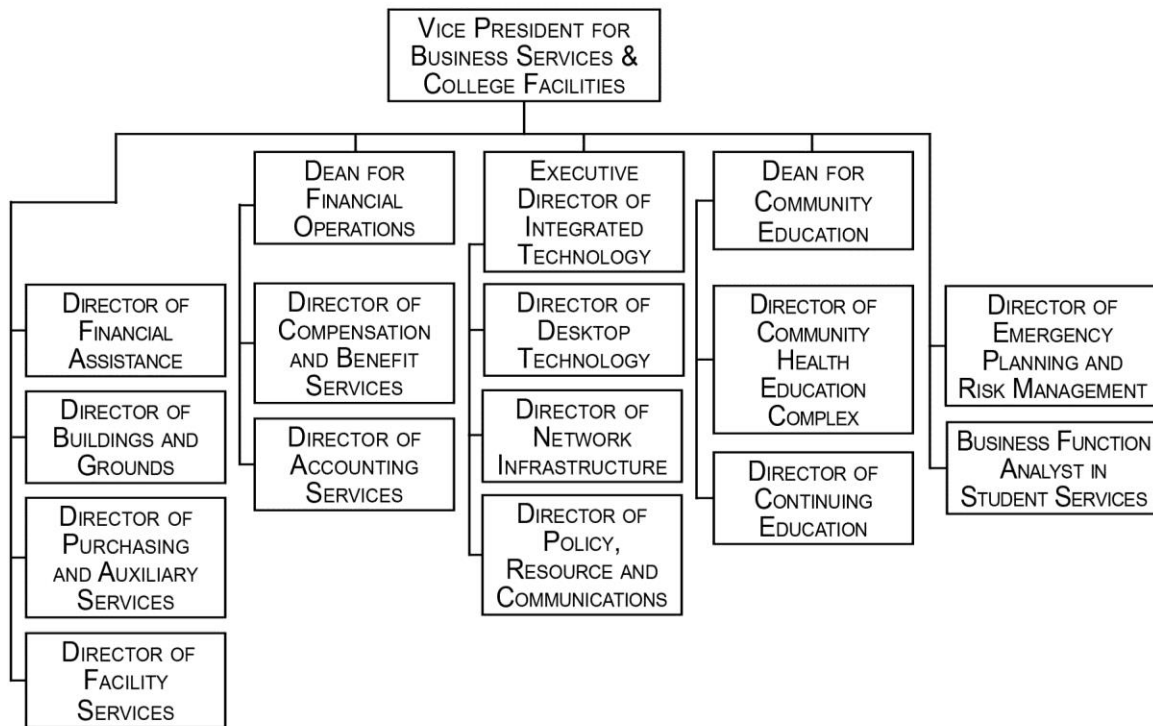 Vice President for
Business Services &
College Facilities
Dean for
Financial
Operations
Executive
Director of
Integrated
Technology
Dean for
Community
Education
Director of
Financial
Assistance
Director of
Buildings and
Grounds
Director of
Purchasing
and Auxiliary
Services
Director of
Facility
Services
Director of
Compensation
and Benefit
Services
Director of
Accounting
Services
Director of
Desktop
Technology
Director of
Network
Infrastructure
Director of
Policy,
Resource and
Communications
Director of
Community
Health
Education
Complex
Director of
Continuing
Education
Director of
Emergency
Planning and
Risk Management
Business Function
Analyst in
Student Services